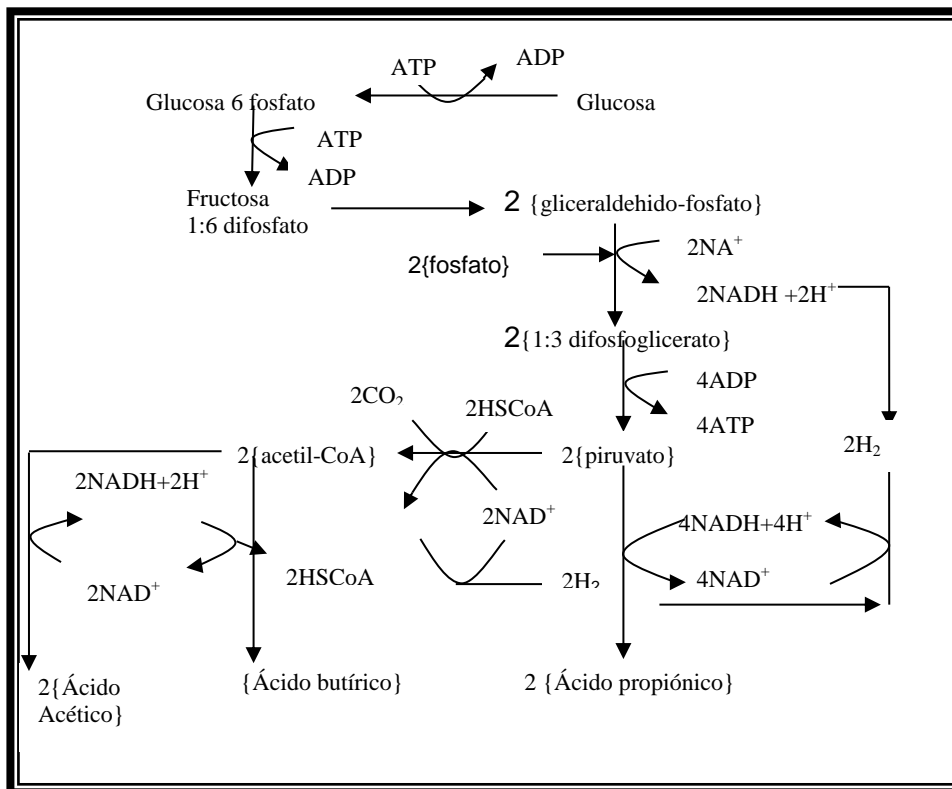 ADP
ATP
Glucosa 6 fosfato
Glucosa
ATP
ADP
Fructosa
1:6 difosfato
2 {gliceraldehido-fosfato}
2{fosfato}
2NA⁺
2NADH +2H⁺
2{1:3 difosfoglicerato}
4ADP
4ATP
2CO₂
2HSCoA
2H₂
2{acetil-CoA}
2{piruvato}
2NADH+2H⁺
2NAD⁺
4NADH+4H⁺
2NAD⁺
2HSCoA
2H₂
4NAD⁺
2{Ácido
Acético}
{Ácido butírico}
2 {Ácido propiónico}